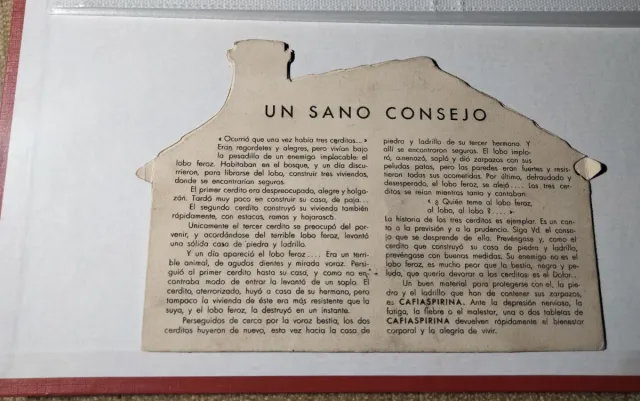 UN SANO CONSEJO
« Ocurrió que una vez había tres cerditos... »
Eran regordetes y alegres, pero vivían bajo
la pesadilla de un enemigo implacable: el
lobo feroz. Habitaban en el bosque, y un día discu-
rrieron, para librarse del lobo, construir tres viviendas,
donde se encontrarían seguros.
El primer cerdito era despreocupado, alegre y holga-
zán. Tardó muy poco en construir su casa, de paja...
El segundo cerdito construyó su vivienda también
rápidamente, con estacas, ramas y hojarasca.
Unicamente el tercer cerdito se preocupó del por-
venir, y acordándose del terrible lobo feroz, levantó
una sólida casa de piedra y ladrillo.
Y un día apareció el lobo feroz.... Era un terri-
ble animal, de agudos dientes y mirada voraz. Persi-
guió al primer cerdito hasta su casa, y como no en-
contraba modo de entrar la levantó de un soplo. El
cerdito, aterrorizado, huyó a casa de su hermano, pero
tampoco la vivienda de éste era más resistente que la
suya, y el lobo feroz, la destruyó en un instante.
Perseguidos de cerca por la voraz bestia, los dos
cerditos huyeron de nuevo, esta vez hacia la casa de
piedra y ladrillo de su tercer hermano. Y
allí se encontraron seguros. El lobo implo-
ró, amenazó, sopló y dió zarpazos con sus
peludas patas, pero las paredes eran fuertes y resis-
tieron todas sus acometidas. Por último, defraudado y
desesperado, el lobo feroz, se alejó.... Los tres cer-
ditos se reían mientras tanto y cantaban:
« ¿ Quién teme al lobo feroz,
al lobo, al lobo ?.... »
La historia de los tres cerditos es ejemplar. Es un can-
to a la previsión y a la prudencia. Siga Vd. el conse-
jo que se desprende de ella. Prevéngase y, como el
cerdito que construyó su casa de piedra y ladrillo,
prevéngase con buenas medidas. Su enemigo no es el
lobo feroz, es mucho peor que la bestia, negra y pe-
luda, que quería devorar a los cerditos: es el Dolor..
Un buen material para protegerse con el, la pie-
dra y el ladrillo que han de contener sus zarpazos,
es CAFIASPIRINA. Ante la depresión nerviosa, la
fatiga, la fiebre o el malestar, una o dos tabletas de
CAFIASPIRINA devuelven rápidamente el bienestar
corporal y la alegría de vivir.